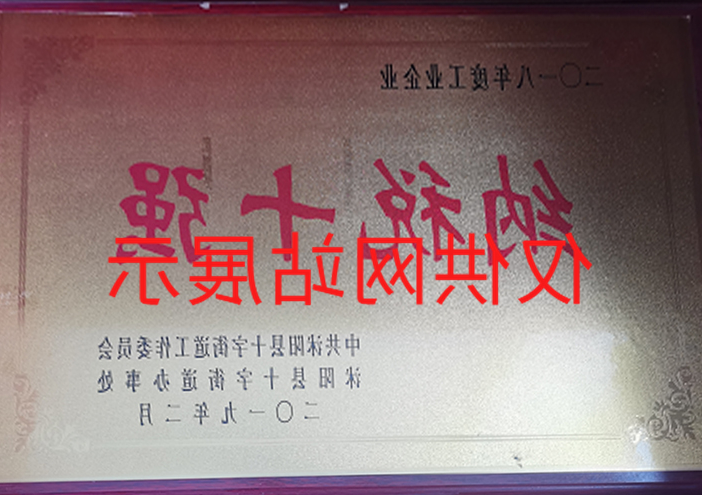 二〇一八年度工业企业
纳税十强
仅供网站展示
中共沭阳县十字街道工作委员会
沭阳县十字街道办事处
二〇一九年二月